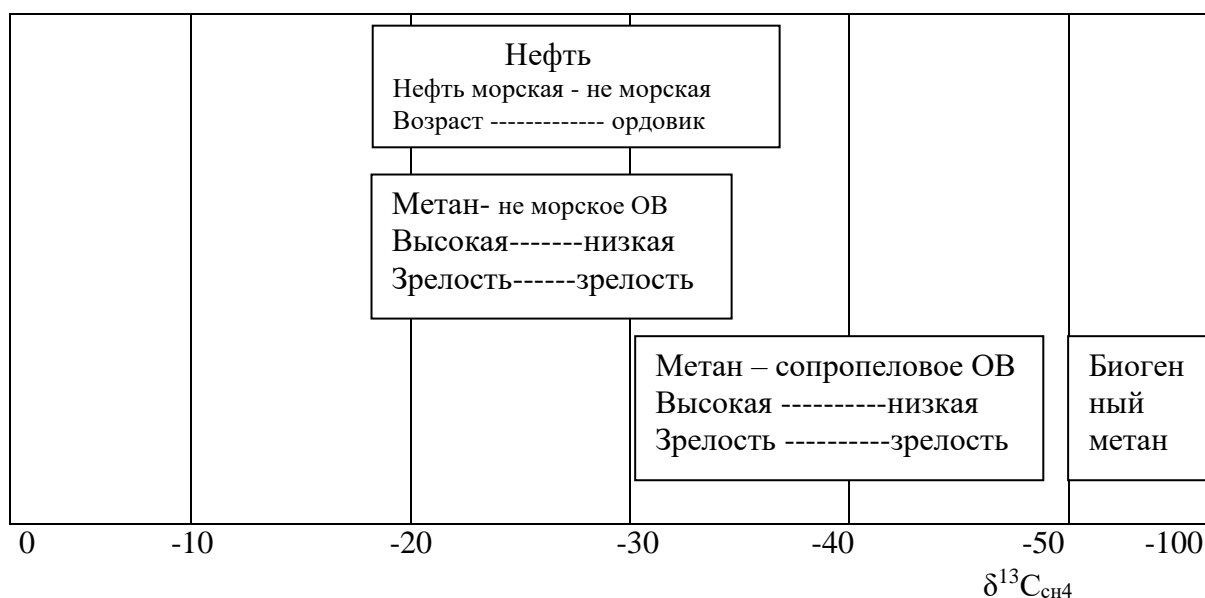 Нефть
Нефть морская - не морская
Возраст ------------- ордовик
Метан- не морское ОВ
Высокая-------низкая
Зрелость------зрелость
Метан – сопропеловое ОВ
Высокая ----------низкая
Зрелость ----------зрелость
Биоген
ный
метан
0 -10 -20 -30 -40 -50 -100
δ¹³Cсн4